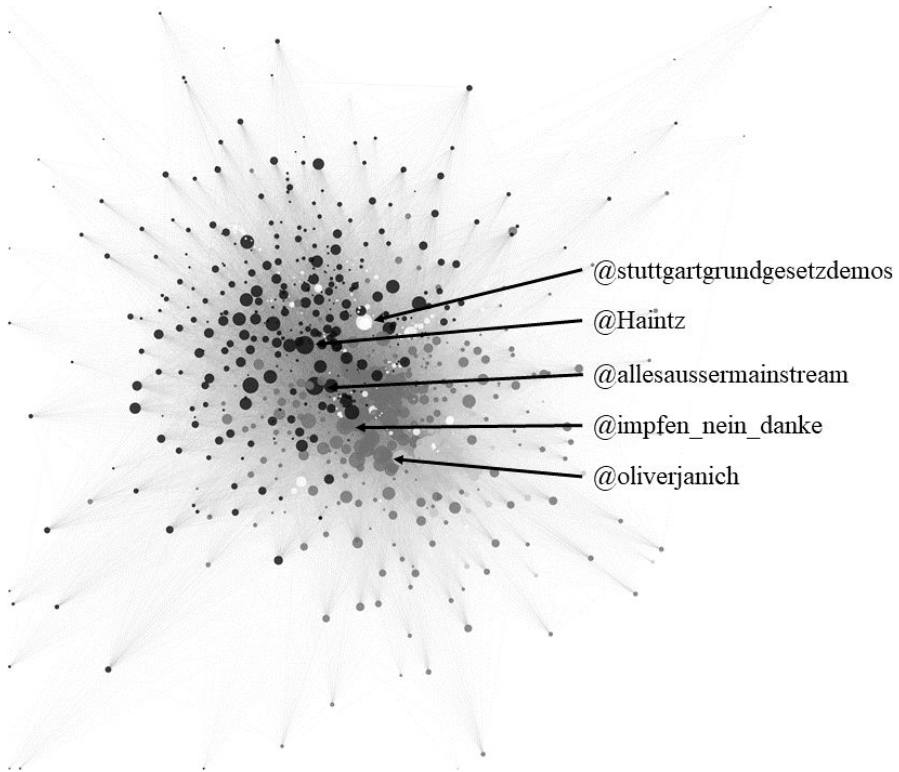 @stuttgartgrundgesetzdemos
@Haintz
@allesaussermainstream
@impfen_nein_danke
@oliverjanich